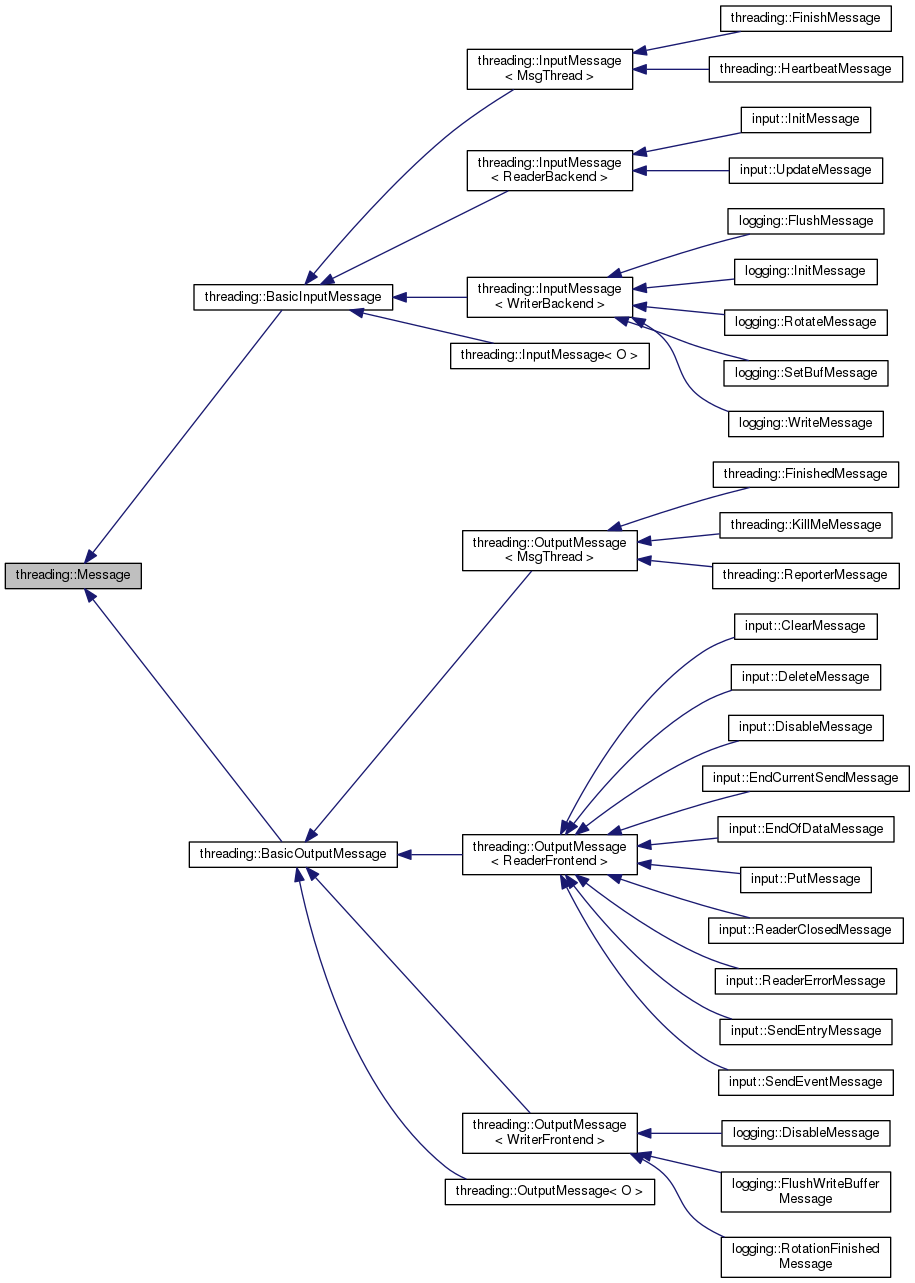 threading::Message
threading::BasicInputMessage
threading::InputMessage
< MsgThread >
threading::FinishMessage
threading::HeartbeatMessage
threading::InputMessage
< ReaderBackend >
input::InitMessage
input::UpdateMessage
threading::InputMessage
< WriterBackend >
logging::FlushMessage
logging::InitMessage
logging::RotateMessage
logging::SetBufMessage
logging::WriteMessage
threading::InputMessage< O >
threading::BasicOutputMessage
threading::OutputMessage
< MsgThread >
threading::FinishedMessage
threading::KillMeMessage
threading::ReporterMessage
threading::OutputMessage
< ReaderFrontend >
input::ClearMessage
input::DeleteMessage
input::DisableMessage
input::EndCurrentSendMessage
input::EndOfDataMessage
input::PutMessage
input::ReaderClosedMessage
input::ReaderErrorMessage
input::SendEntryMessage
input::SendEventMessage
threading::OutputMessage
< WriterFrontend >
logging::DisableMessage
logging::FlushWriteBuffer
Message
logging::RotationFinished
Message
threading::OutputMessage< O >